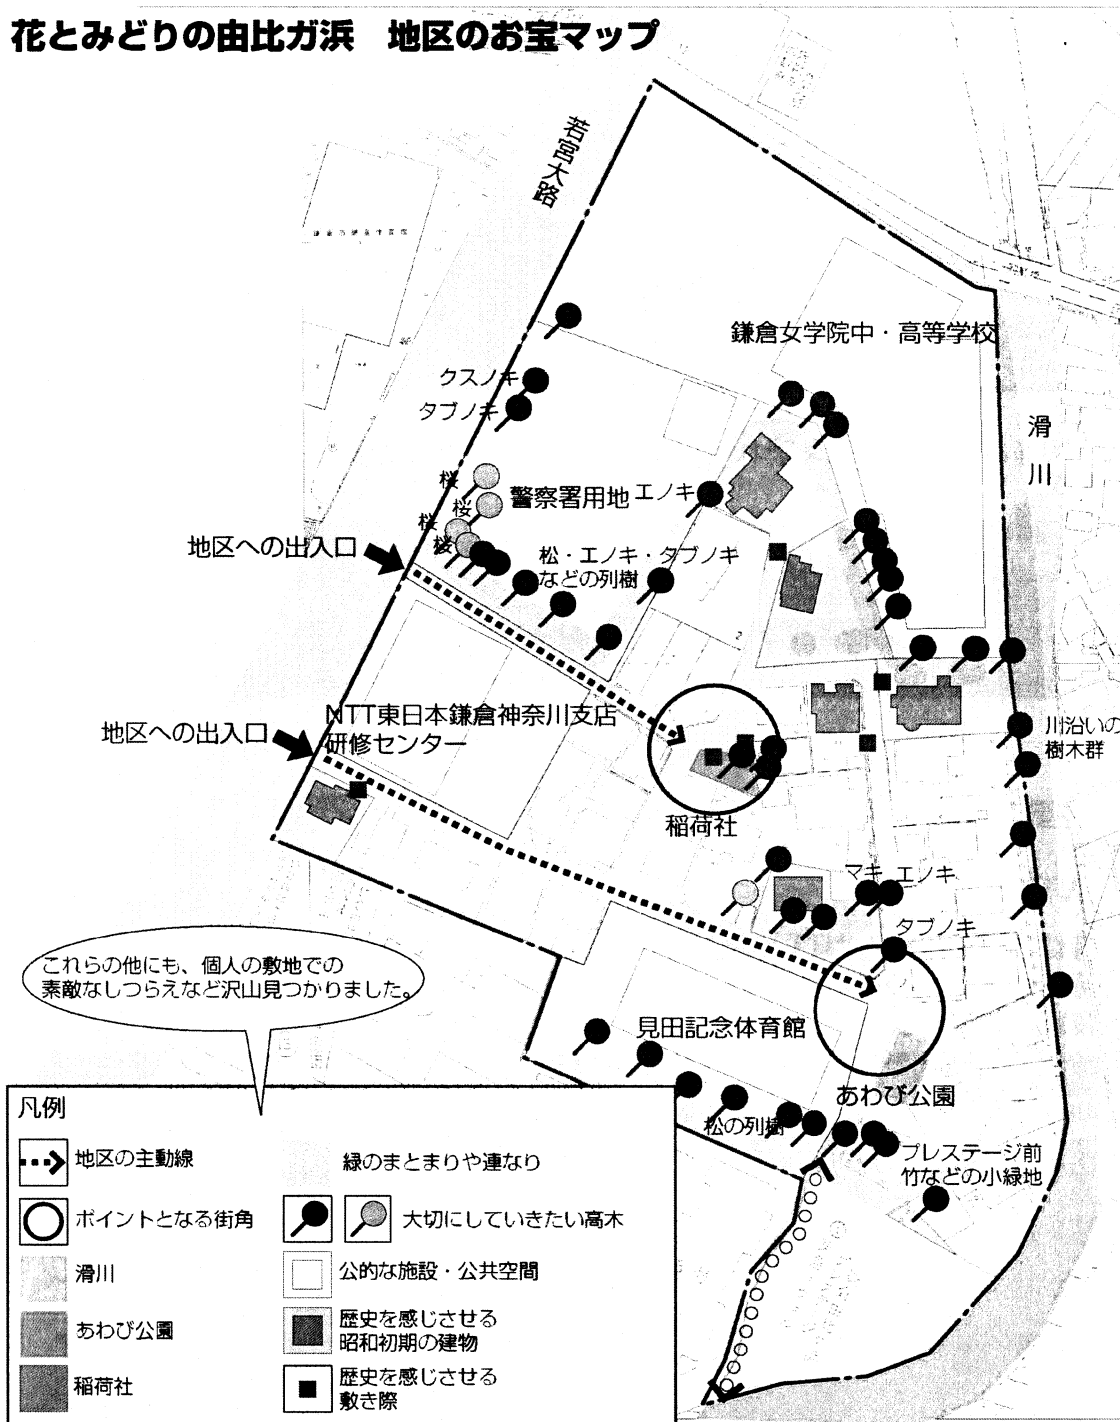 花とみどりの由比ガ浜　地区のお宝マップ
若宮大路
鎌倉女学院中・高等学校
クスノキ
タブノキ
滑川
桜
桜
桜
桜
警察署用地
エノキ
地区への出入口
松・エノキ・タブノキ
などの列樹
NTT東日本鎌倉神奈川支店
研修センター
地区への出入口
川沿いの
樹木群
稲荷社
マキ
エノキ
タブノキ
これらの他にも、個人の敷地での
素敵なしつらえなど沢山見つかりました。
見田記念体育館
あわび公園
松の列樹
プレステージ前
竹などの小緑地
凡例
地区の主動線
緑のまとまりや連なり
ポイントとなる街角
大切にしていきたい高木
滑川
公的な施設・公共空間
あわび公園
歴史を感じさせる
昭和初期の建物
稲荷社
歴史を感じさせる
敷き際